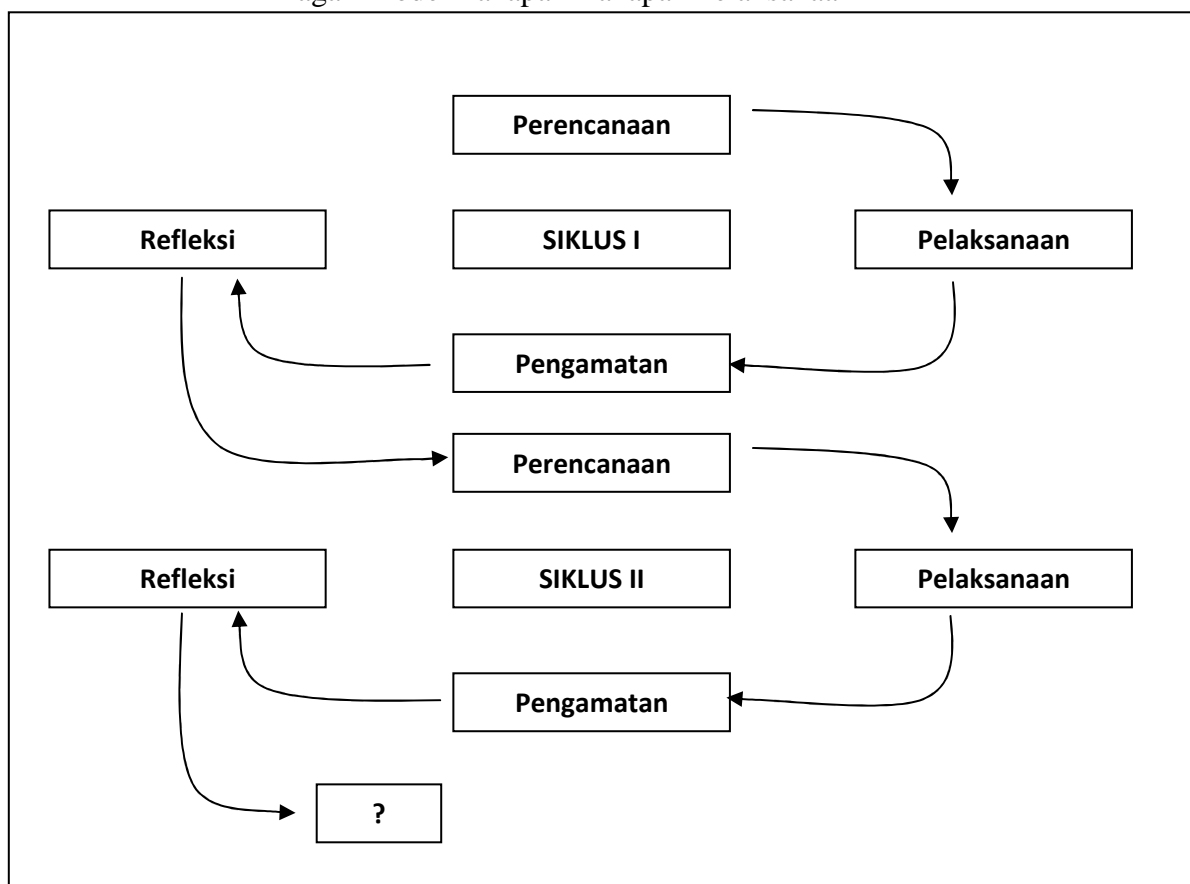 Perencanaan
Refleksi
SIKLUS I
Pelaksanaan
Pengamatan
Perencanaan
Refleksi
SIKLUS II
Pelaksanaan
Pengamatan
?